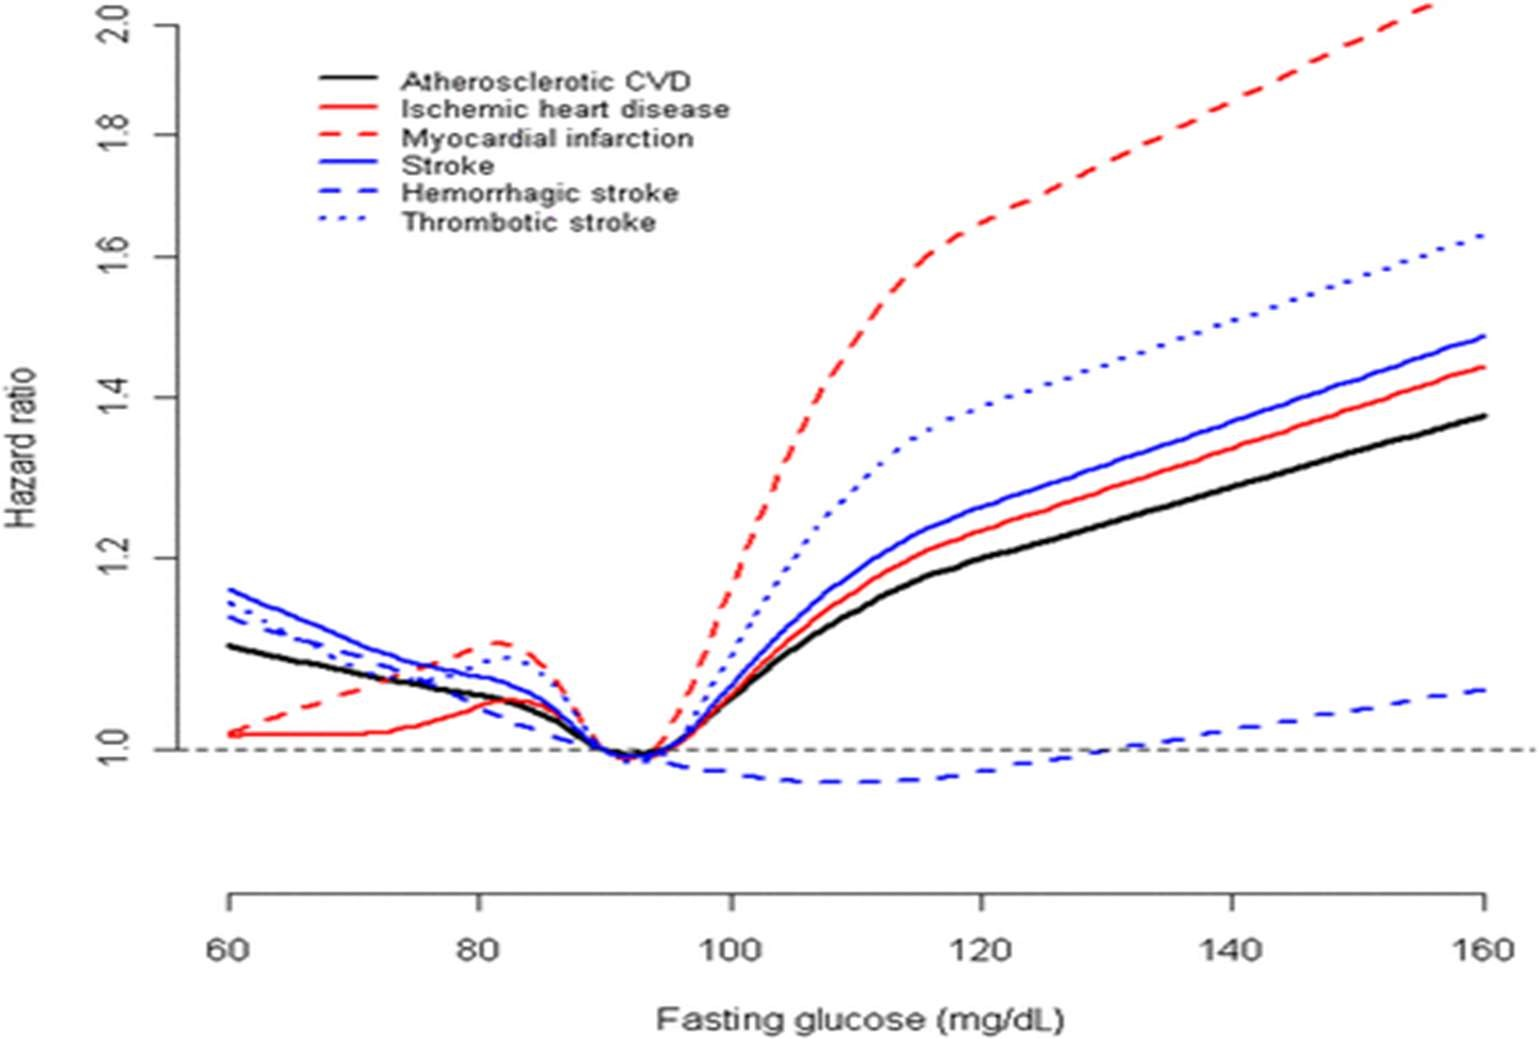 2.0
1.8
1.6
1.4
1.2
1.0
Hazard ratio
Atherosclerotic CVD
Ischemic heart disease
Myocardial infarction
Stroke
Hemorrhagic stroke
Thrombotic stroke
60 80 100 120 140 160
Fasting glucose (mg/dL)